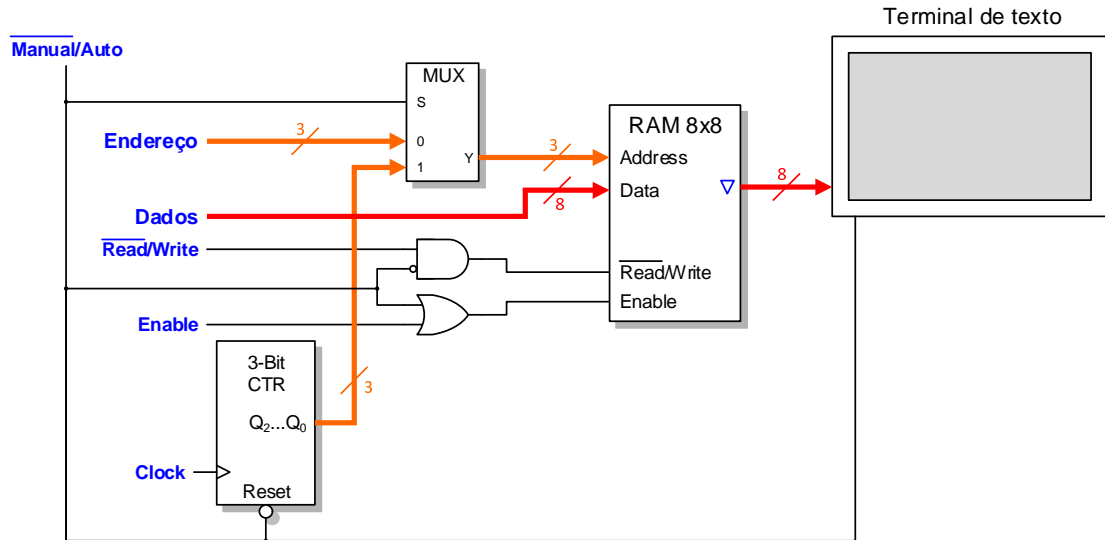 Terminal de texto
Manual/Auto
MUX
S
Endereço
3
0
1
Y
3
RAM 8x8
Address
Data
▽
8
Dados
8
Read/Write
Read/Write
Enable
Enable
3-Bit
CTR
3
Q2...Q0
Clock
Reset